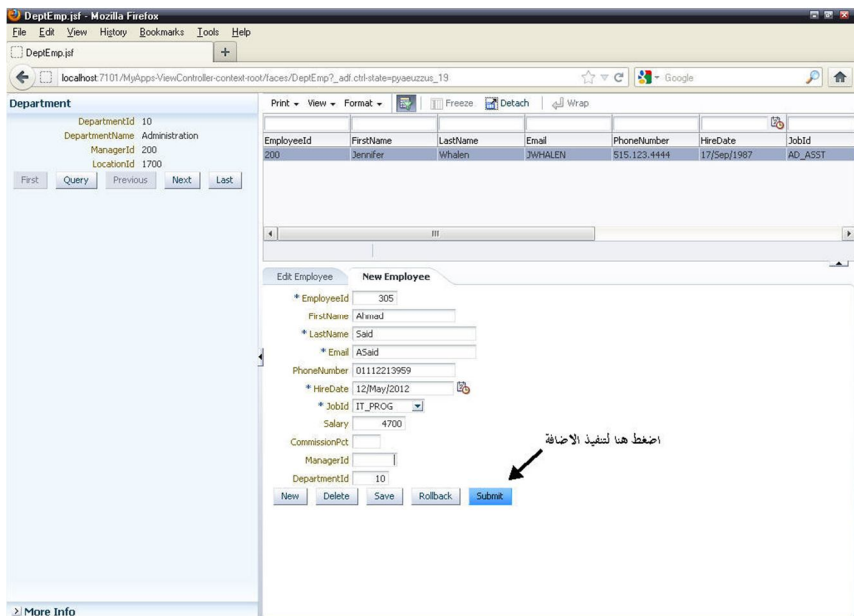 DeptEmp.jsf - Mozilla Firefox
File Edit View History Bookmarks Tools Help
DeptEmp.jsf +
localhost:7101/MyApps-ViewController-context-root/faces/DeptEmp?_adf.ctrl-state=pyaeuzzus_19 Google
Department
DepartmentId 10
DepartmentName Administration
ManagerId 200
LocationId 1700
First Query Previous Next Last
Print View Format Freeze Detach Wrap
EmployeeId FirstName LastName Email PhoneNumber HireDate JobId
200 Jennifer Whalen JWHALEN 515.123.4444 17/Sep/1987 AD_ASST
Edit Employee New Employee
* EmployeeId 305
FirstName Ahmad
* LastName Said
* Email ASaid
PhoneNumber 01112213959
* HireDate 12/May/2012
* JobId IT_PROG
Salary 4700
CommissionPct
ManagerId
DepartmentId 10
اضغط هنا لتنفيذ الاضافة
New Delete Save Rollback Submit
More Info